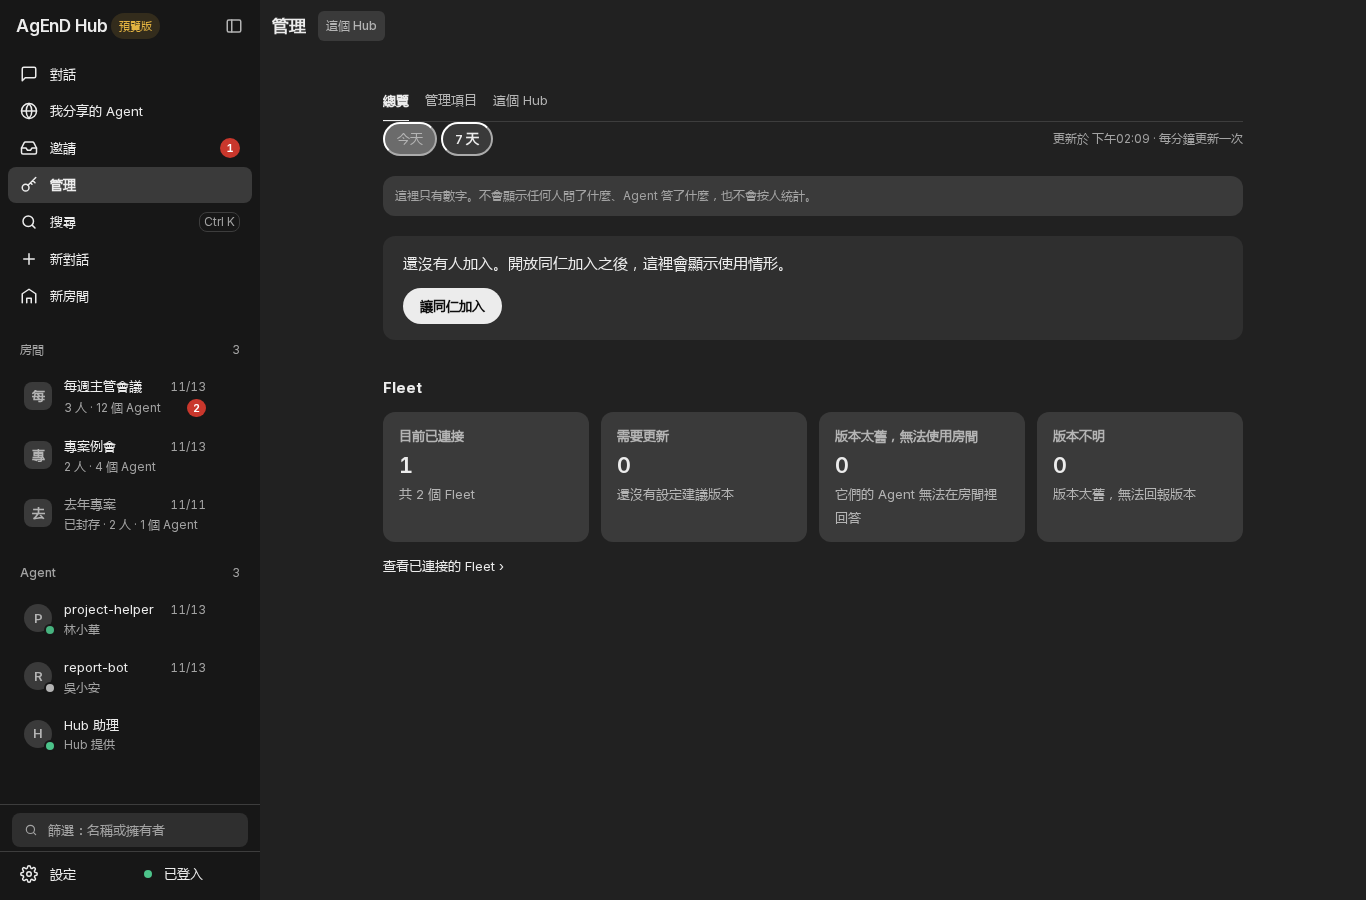 AgEnD Hub 預覽版
對話
我分享的 Agent
邀請 1
管理
搜尋 Ctrl K
新對話
新房間
房間 3
每 每週主管會議 11/13
3 人 · 12 個 Agent 2
專 專案例會 11/13
2 人 · 4 個 Agent
去 去年專案 11/11
已封存 · 2 人 · 1 個 Agent
Agent 3
P project-helper 11/13
林小華
R report-bot 11/13
吳小安
H Hub 助理
Hub 提供
篩選：名稱或擁有者
設定 已登入
管理 這個 Hub
總覽 管理項目 這個 Hub
今天 7 天 更新於 下午02:09 · 每分鐘更新一次
這裡只有數字。不會顯示任何人問了什麼、Agent 答了什麼，也不會按人統計。
還沒有人加入。開放同仁加入之後，這裡會顯示使用情形。
讓同仁加入
Fleet
目前已連接
1
共 2 個 Fleet
需要更新
0
還沒有設定建議版本
版本太舊，無法使用房間
0
它們的 Agent 無法在房間裡
回答
版本不明
0
版本太舊，無法回報版本
查看已連接的 Fleet ›